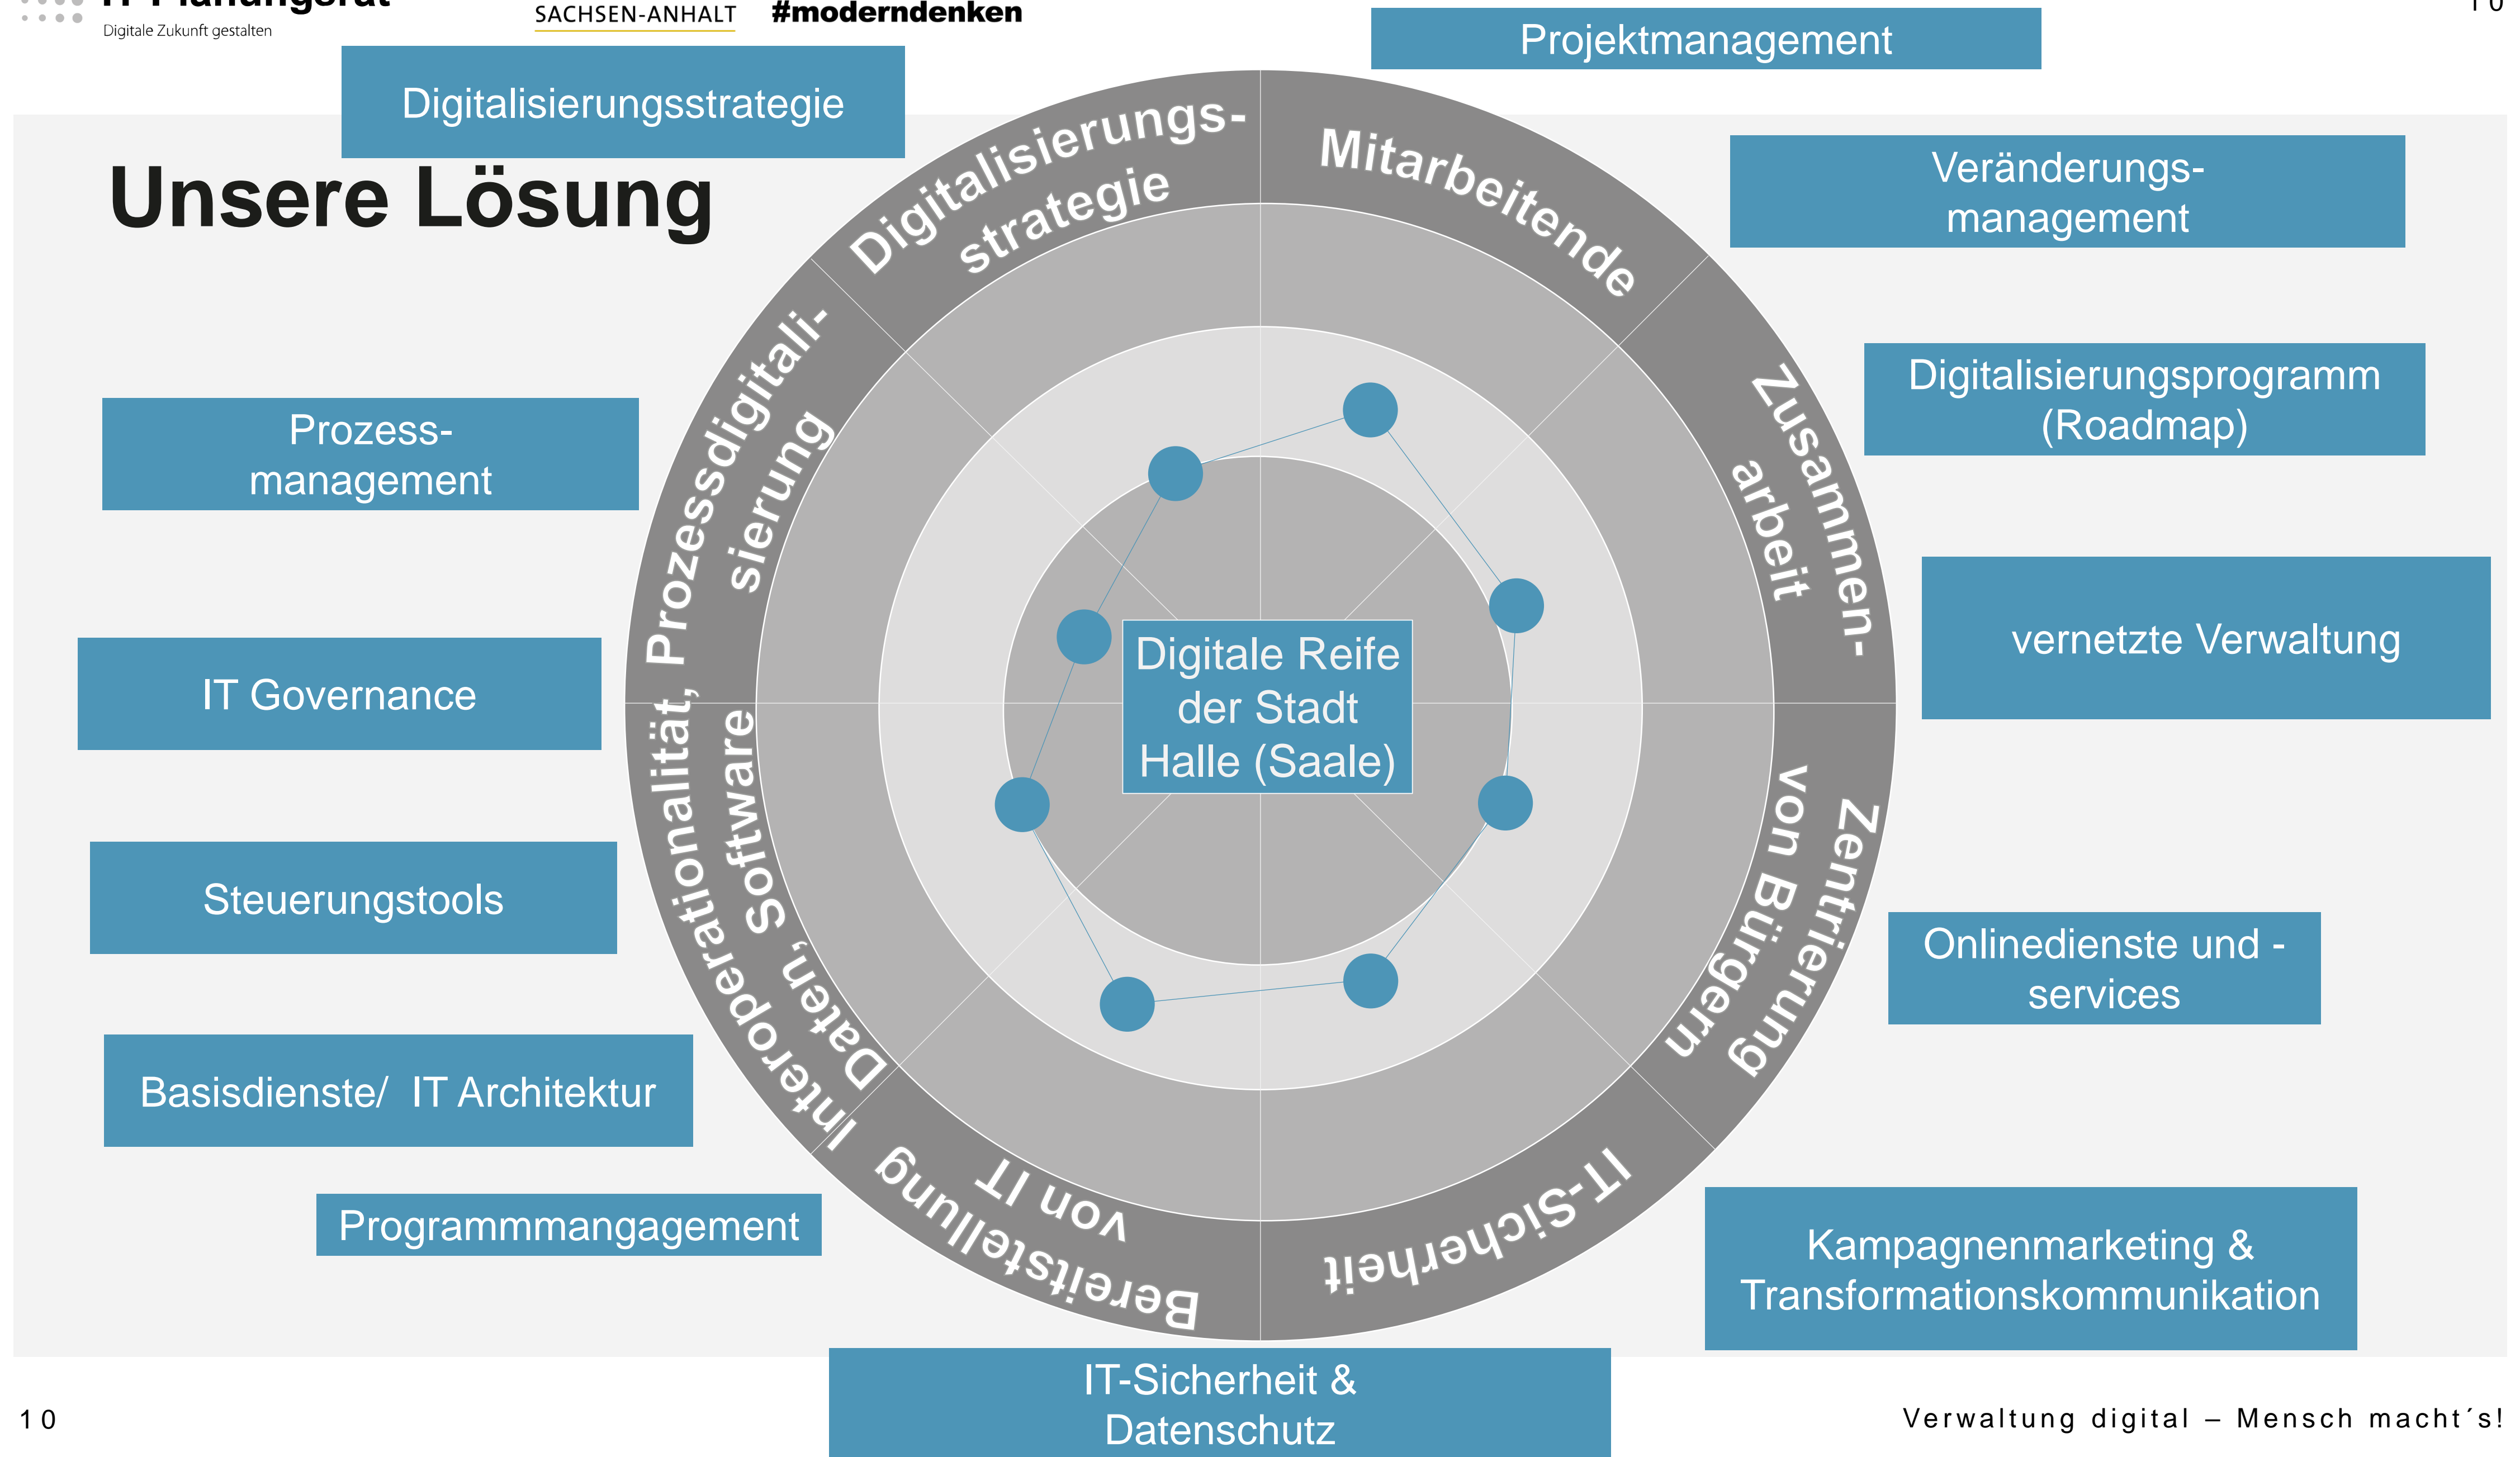 IT-Planungsrat
Digitale Zukunft gestalten
SACHSEN-ANHALT
#moderndenken
10
Projektmanagement
Digitalisierungsstrategie
Unsere Lösung
Veränderungs-
management
Digitalisierungs-
strategie
Mitarbeitende
Prozessdigitali-
sierung
Zusammen-
arbeit
Prozess-
management
Digitalisierungsprogramm
(Roadmap)
IT Governance
Digitale Reife
der Stadt
Halle (Saale)
vernetzte Verwaltung
Steuerungstools
Interoperationalität,
Daten, Software
Zentrierung
von Bürgern
Onlinedienste und -
services
Basisdienste/ IT Architektur
Bereitstellung
von IT
IT-Sicherheit
Programmmangagement
Kampagnenmarketing &
Transformationskommunikation
IT-Sicherheit &
Datenschutz
10
Verwaltung digital – Mensch macht´s!